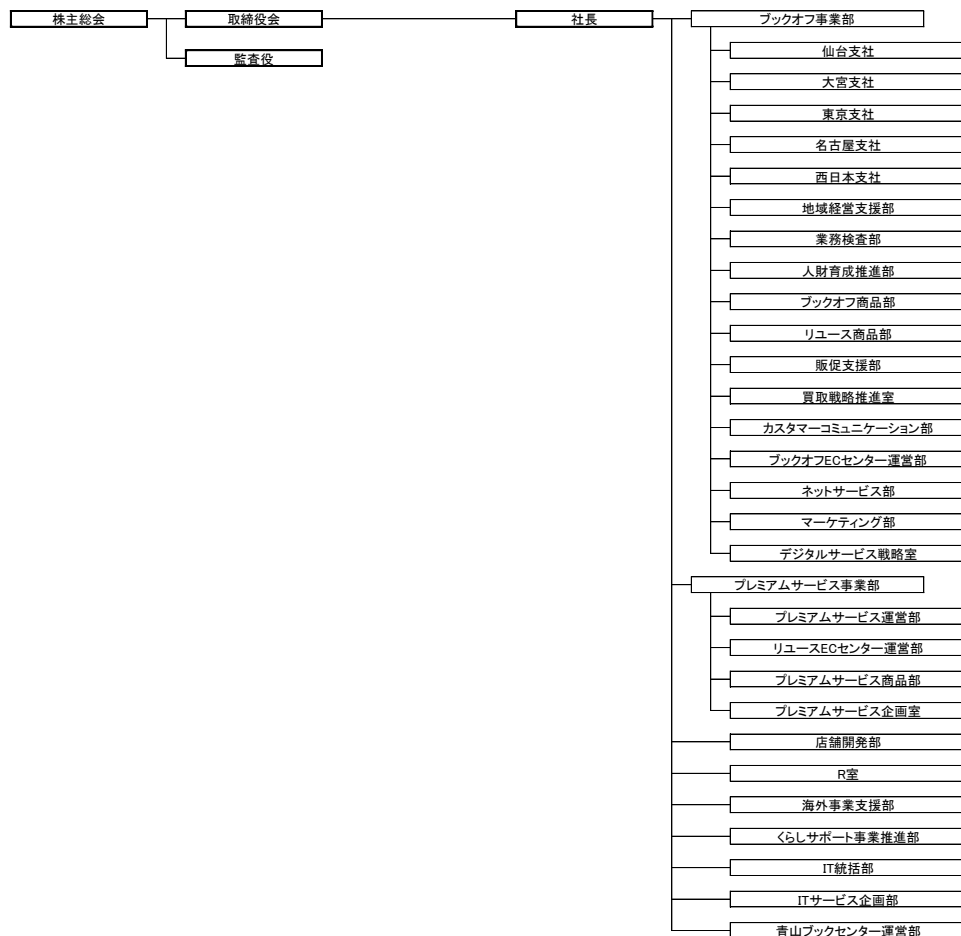 株主総会
取締役会
社長
ブックオフ事業部
監査役
仙台支社
大宮支社
東京支社
名古屋支社
西日本支社
地域経営支援部
業務検査部
人財育成推進部
ブックオフ商品部
リユース商品部
販促支援部
買取戦略推進室
カスタマーコミュニケーション部
ブックオフECセンター運営部
ネットサービス部
マーケティング部
デジタルサービス戦略室
プレミアムサービス事業部
プレミアムサービス運営部
リユースECセンター運営部
プレミアムサービス商品部
プレミアムサービス企画室
店舗開発部
R室
海外事業支援部
くらしサポート事業推進部
IT統括部
ITサービス企画部
青山ブックセンター運営部